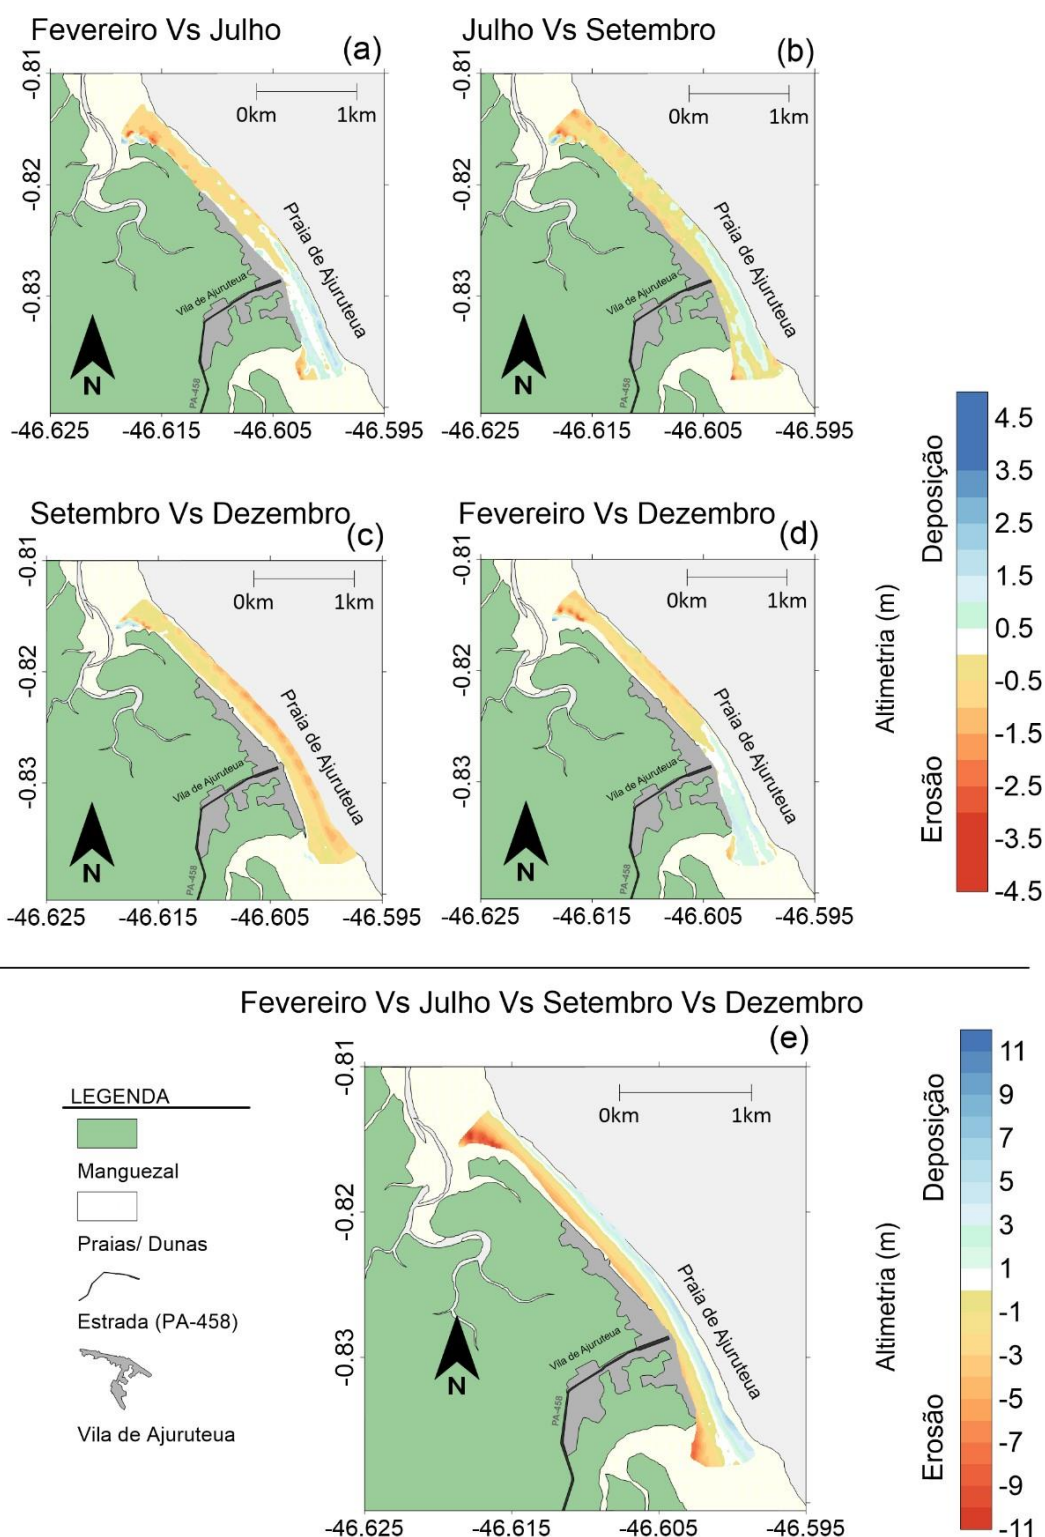 Fevereiro Vs Julho
(a)
-0.81
-0.82
-0.83
0km 1km
Praia de Ajuruteua
Vila de Ajuruteua
PA-458
N
-46.625 -46.615 -46.605 -46.595
Julho Vs Setembro
(b)
-0.81
-0.82
-0.83
0km 1km
Praia de Ajuruteua
Vila de Ajuruteua
PA-458
N
-46.625 -46.615 -46.605 -46.595
Setembro Vs Dezembro
(c)
-0.81
-0.82
-0.83
0km 1km
Praia de Ajuruteua
Vila de Ajuruteua
PA-458
N
-46.625 -46.615 -46.605 -46.595
Fevereiro Vs Dezembro
(d)
-0.81
-0.82
-0.83
0km 1km
Praia de Ajuruteua
Vila de Ajuruteua
PA-458
N
-46.625 -46.615 -46.605 -46.595
Deposição
Altimetria (m)
Erosão
4.5
3.5
2.5
1.5
0.5
-0.5
-1.5
-2.5
-3.5
-4.5
Fevereiro Vs Julho Vs Setembro Vs Dezembro
(e)
-0.81
-0.82
-0.83
0km 1km
Praia de Ajuruteua
Vila de Ajuruteua
PA-458
N
-46.625 -46.615 -46.605 -46.595
LEGENDA
Manguezal
Praias/ Dunas
Estrada (PA-458)
Vila de Ajuruteua
Deposição
Altimetria (m)
Erosão
11
9
7
5
3
1
-1
-3
-5
-7
-9
-11